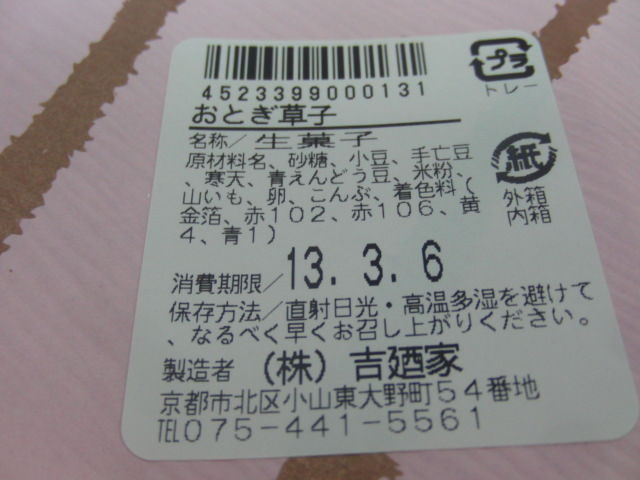 4523399000131
プラ
トレー
おとぎ草子
名称／生菓子
紙
外箱
内箱
原材料名、砂糖、小豆、手亡豆
、寒天、青えんどう豆、米粉、
山いも、卵、こんぶ、着色料（
金箔、赤102、赤106、黄
4、青1）
消費期限／13.3.6
保存方法／直射日光・高温多湿を避けて
、なるべく早くお召し上がりください。
製造者　（株）吉廼家
京都市北区小山東大野町54番地
TEL075-441-5561